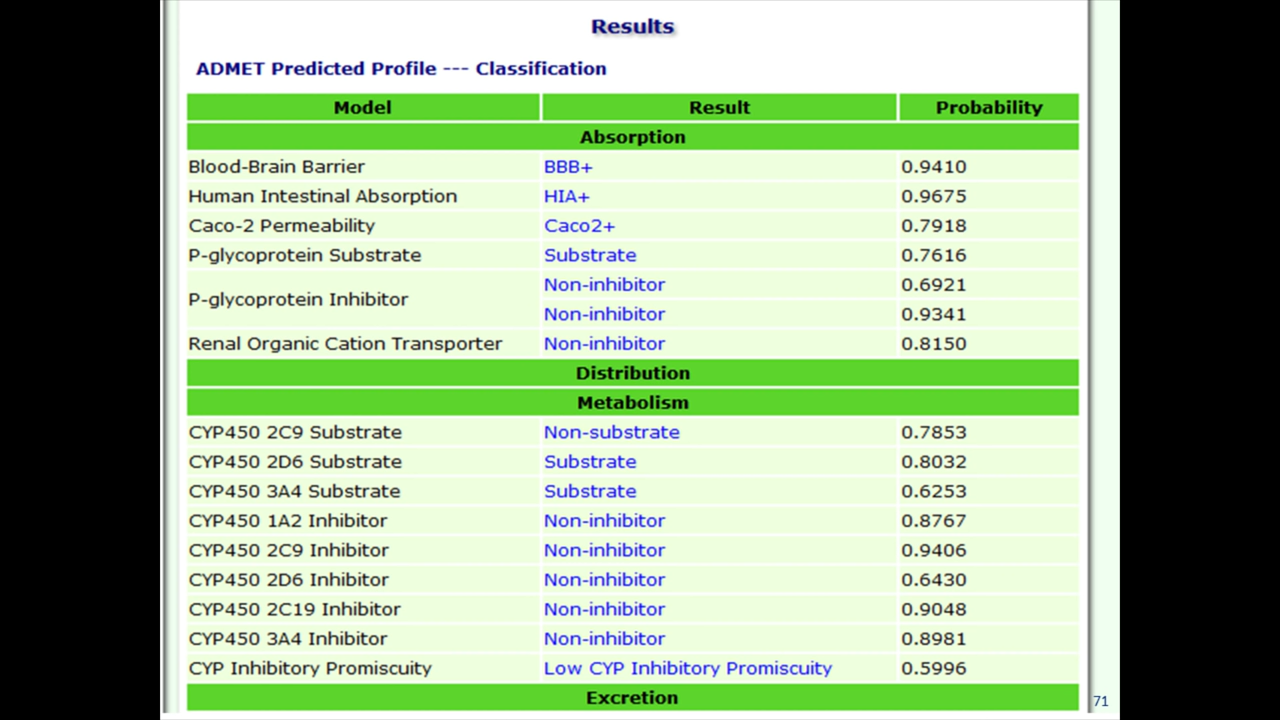 Results
ADMET Predicted Profile --- Classification
Model Result Probability
Absorption
Blood-Brain Barrier BBB+ 0.9410
Human Intestinal Absorption HIA+ 0.9675
Caco-2 Permeability Caco2+ 0.7918
P-glycoprotein Substrate Substrate 0.7616
P-glycoprotein Inhibitor Non-inhibitor 0.6921
Non-inhibitor 0.9341
Renal Organic Cation Transporter Non-inhibitor 0.8150
Distribution
Metabolism
CYP450 2C9 Substrate Non-substrate 0.7853
CYP450 2D6 Substrate Substrate 0.8032
CYP450 3A4 Substrate Substrate 0.6253
CYP450 1A2 Inhibitor Non-inhibitor 0.8767
CYP450 2C9 Inhibitor Non-inhibitor 0.9406
CYP450 2D6 Inhibitor Non-inhibitor 0.6430
CYP450 2C19 Inhibitor Non-inhibitor 0.9048
CYP450 3A4 Inhibitor Non-inhibitor 0.8981
CYP Inhibitory Promiscuity Low CYP Inhibitory Promiscuity 0.5996
Excretion
71